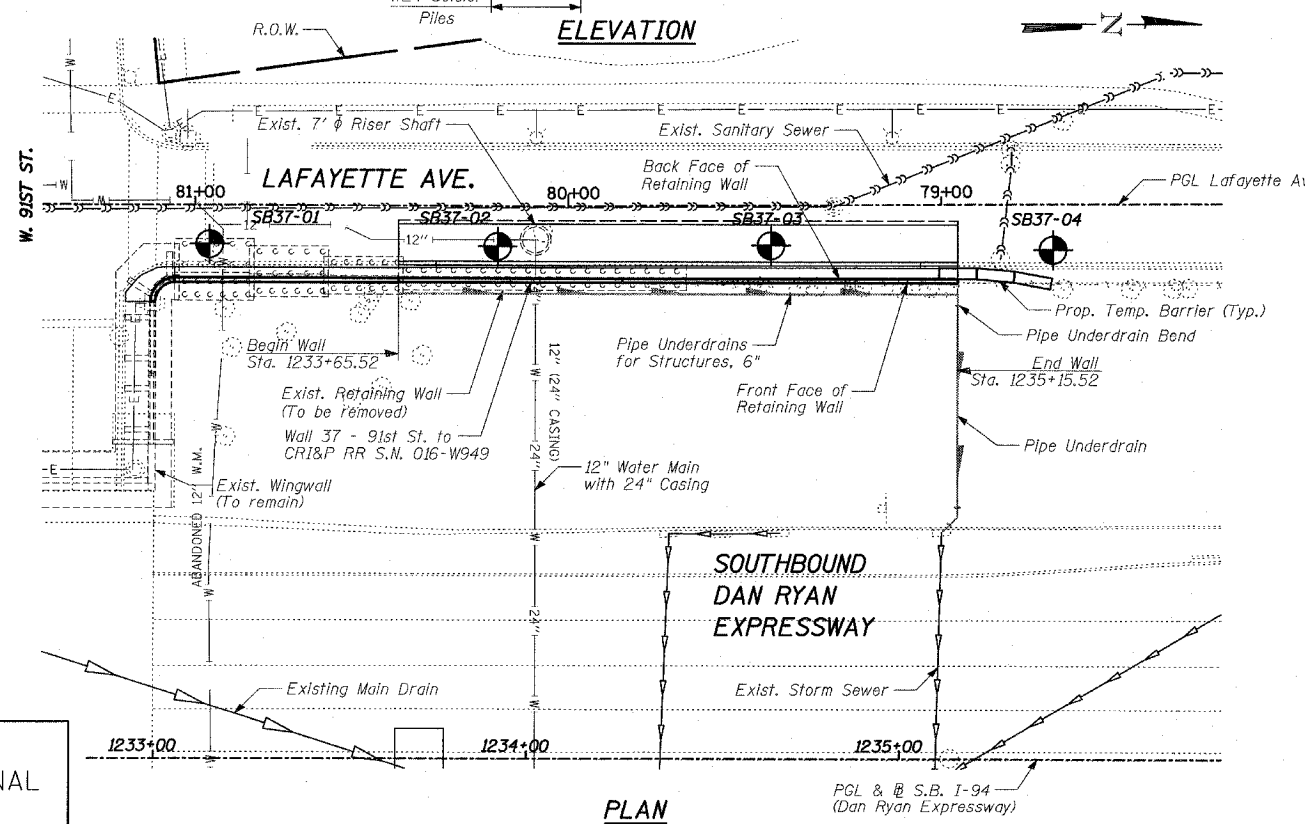 Piles
R.O.W.
ELEVATION
N
W
E
E
E
E
E
E
E
E
E
Exist. 7' ϕ Riser Shaft
Exist. Sanitary Sewer
W. 91ST ST.
W
Back Face of
Retaining Wall
LAFAYETTE AVE.
81+00
80+00
79+00
PGL Lafayette Av
SB37-01
SB37-02
SB37-03
SB37-04
12"
12"
Prop. Temp. Barrier (Typ.)
Begin Wall
Sta. 1233+65.52
Pipe Underdrains
for Structures, 6"
Pipe Underdrain Bend
End Wall
Sta. 1235+15.52
Exist. Retaining Wall
(To be removed)
12" (24" CASING)
Front Face of
Retaining Wall
Wall 37 - 91st St. to
CRI&P RR S.N. 016-W949
Pipe Underdrain
E
E
W
W
24"
12" Water Main
with 24" Casing
Exist. Wingwall
(To remain)
ABANDONED 12" W.M.
W
W
24"
W
SOUTHBOUND
DAN RYAN
EXPRESSWAY
Existing Main Drain
Exist. Storm Sewer
1233+00
1234+00
1235+00
W
NAL
PGL & ⅊ S.B. I-94
(Dan Ryan Expressway)
PLAN